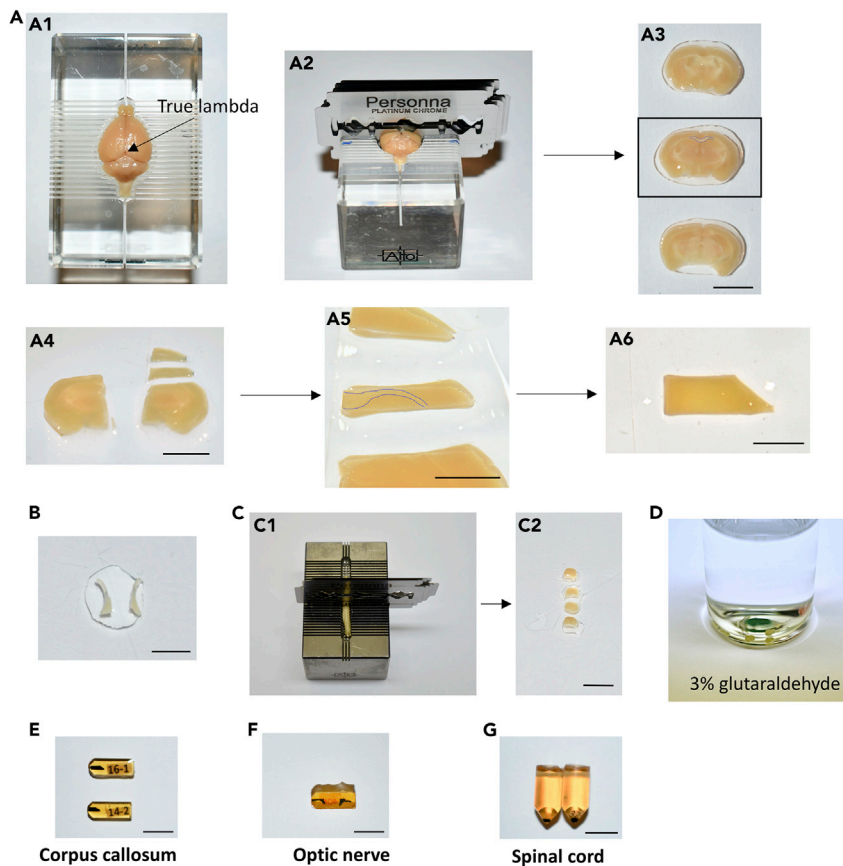 A
A1
True lambda
A2
Personna
PLATINUM CHROME
A3
A4
A5
A6
B
C
C1
C2
D
3% glutaraldehyde
E
16-1
14-2
Corpus callosum
F
Optic nerve
G
Spinal cord